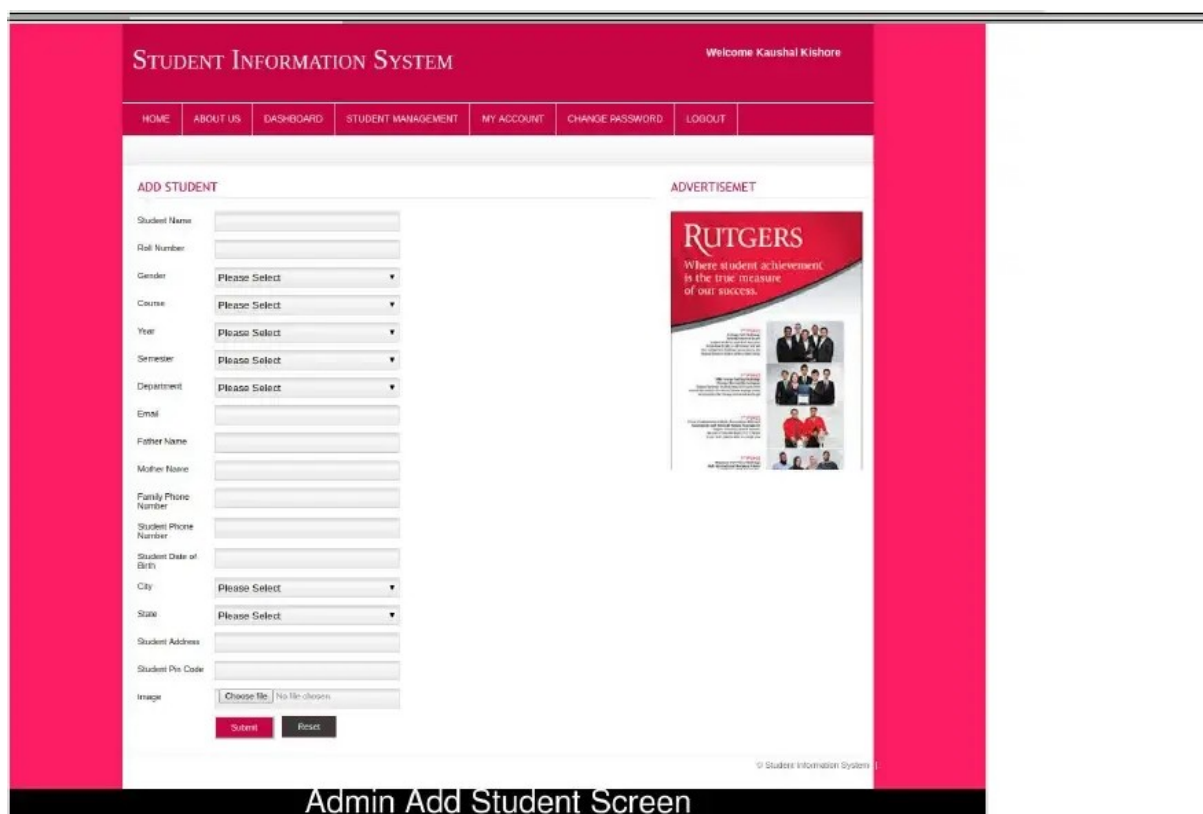 STUDENT INFORMATION SYSTEM
Welcome Kaushal Kishore
HOME ABOUT US DASHBOARD STUDENT MANAGEMENT MY ACCOUNT CHANGE PASSWORD LOGOUT
ADD STUDENT
ADVERTISEMET
Student Name
Roll Number
Gender Please Select
Course Please Select
Year Please Select
Semester Please Select
Department Please Select
Email
Father Name
Mother Name
Family Phone
Number
Student Phone
Number
Student Date of
Birth
City Please Select
State Please Select
Student Address
Student Pin Code
Image Choose file No file chosen
Submit Reset
RUTGERS
Where student achievement
is the true measure
of our success.
© Student Information System |
Admin Add Student Screen